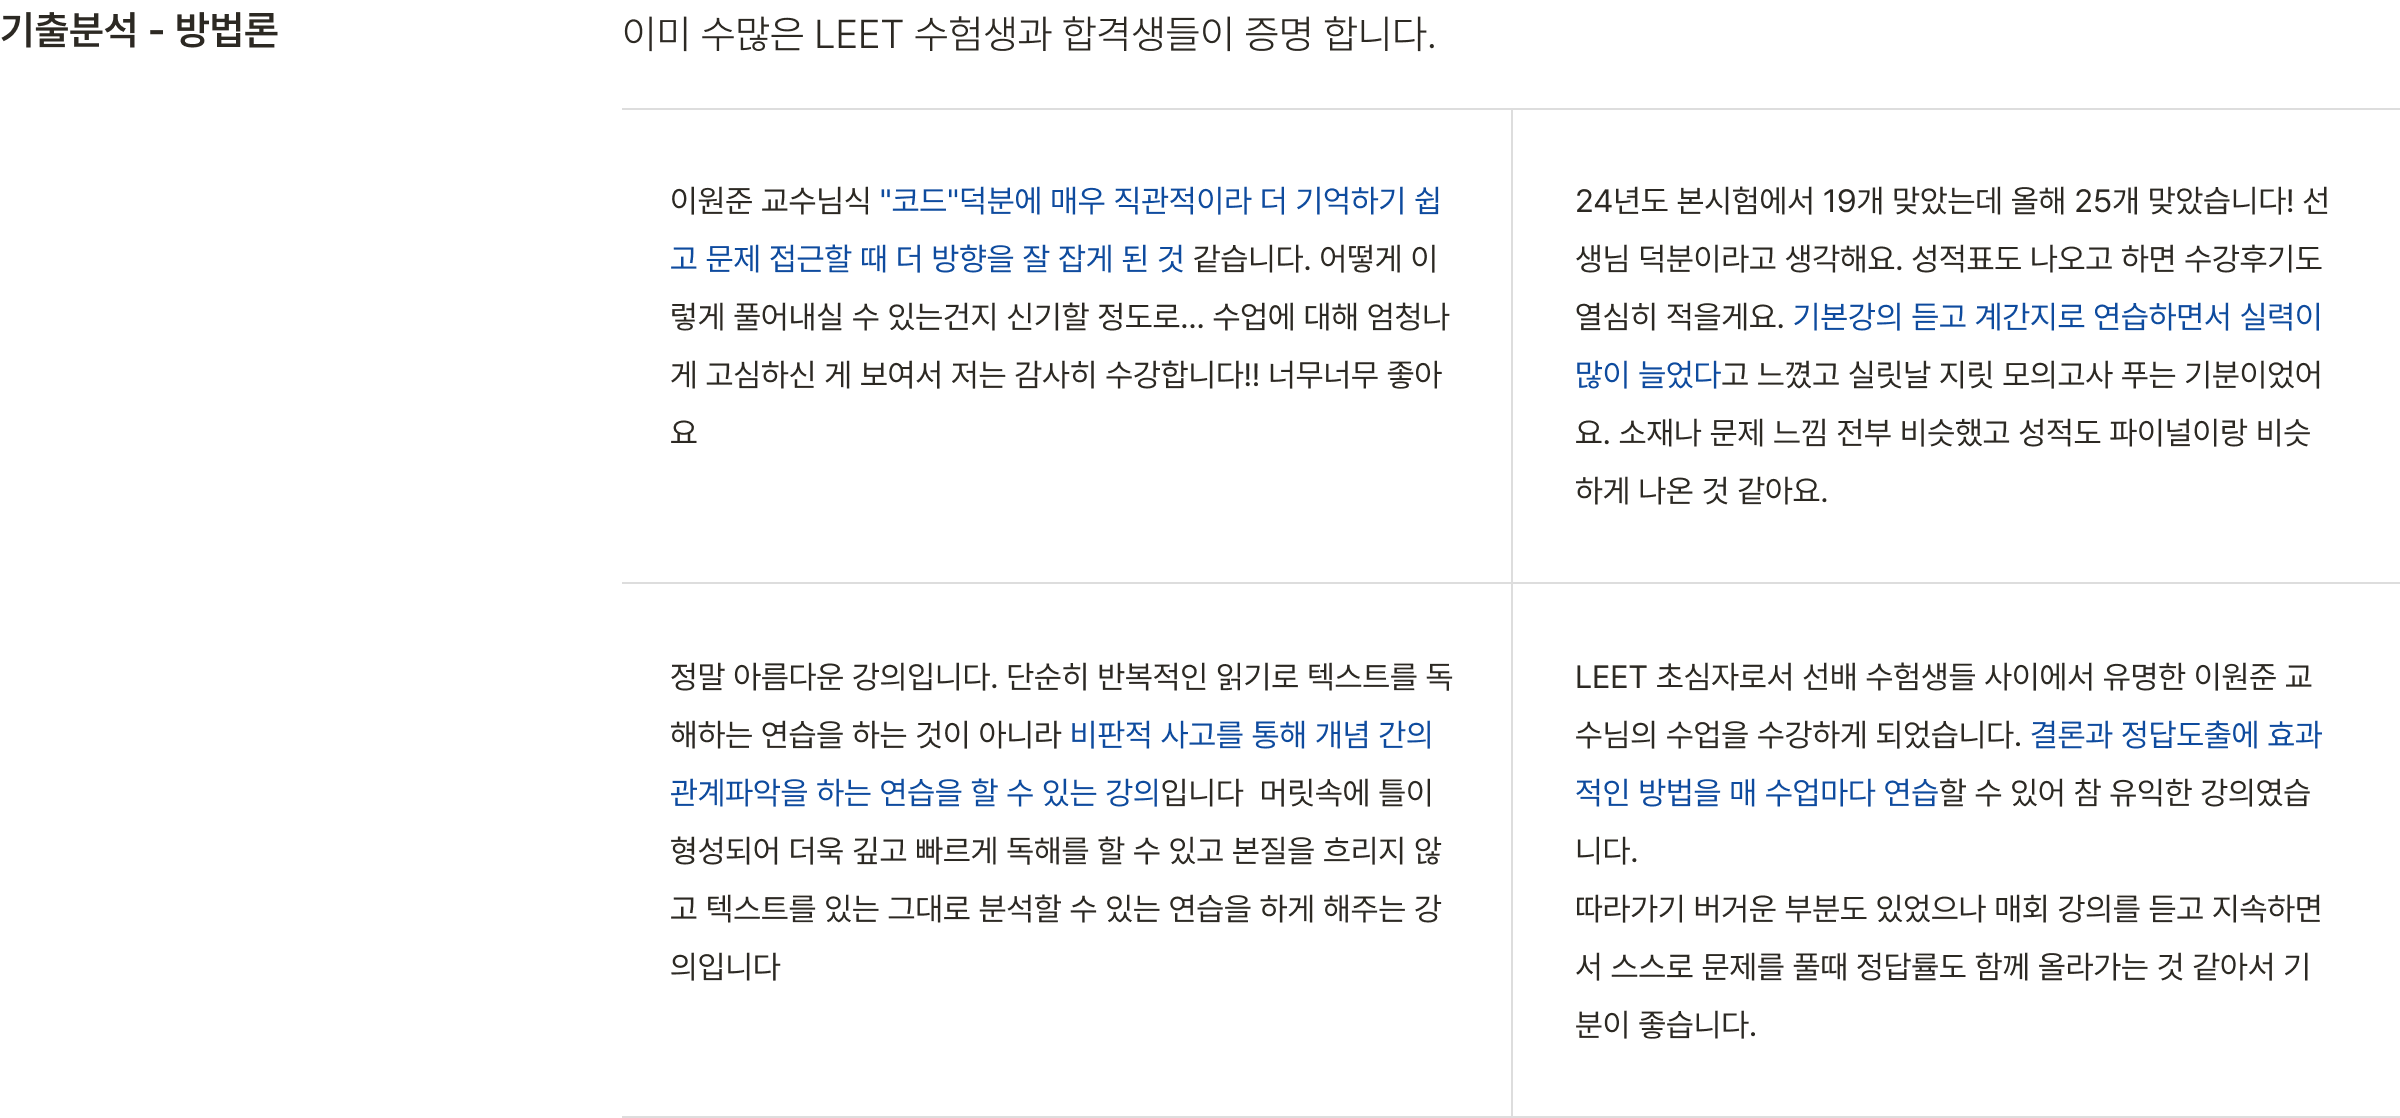 기출분석 - 방법론
이미 수많은 LEET 수험생과 합격생들이 증명 합니다.
이원준 교수님식 "코드"덕분에 매우 직관적이라 더 기억하기 쉽
고 문제 접근할 때 더 방향을 잘 잡게 된 것 같습니다. 어떻게 이
렇게 풀어내실 수 있는건지 신기할 정도로... 수업에 대해 엄청나
게 고심하신 게 보여서 저는 감사히 수강합니다!! 너무너무 좋아
요
24년도 본시험에서 19개 맞았는데 올해 25개 맞았습니다! 선
생님 덕분이라고 생각해요. 성적표도 나오고 하면 수강후기도
열심히 적을게요. 기본강의 듣고 계간지로 연습하면서 실력이
많이 늘었다고 느꼈고 실릿날 지릿 모의고사 푸는 기분이었어
요. 소재나 문제 느낌 전부 비슷했고 성적도 파이널이랑 비슷
하게 나온 것 같아요.
정말 아름다운 강의입니다. 단순히 반복적인 읽기로 텍스트를 독
해하는 연습을 하는 것이 아니라 비판적 사고를 통해 개념 간의
관계파악을 하는 연습을 할 수 있는 강의입니다  머릿속에 틀이
형성되어 더욱 깊고 빠르게 독해를 할 수 있고 본질을 흐리지 않
고 텍스트를 있는 그대로 분석할 수 있는 연습을 하게 해주는 강
의입니다
LEET 초심자로서 선배 수험생들 사이에서 유명한 이원준 교
수님의 수업을 수강하게 되었습니다. 결론과 정답도출에 효과
적인 방법을 매 수업마다 연습할 수 있어 참 유익한 강의였습
니다.
따라가기 버거운 부분도 있었으나 매회 강의를 듣고 지속하면
서 스스로 문제를 풀때 정답률도 함께 올라가는 것 같아서 기
분이 좋습니다.